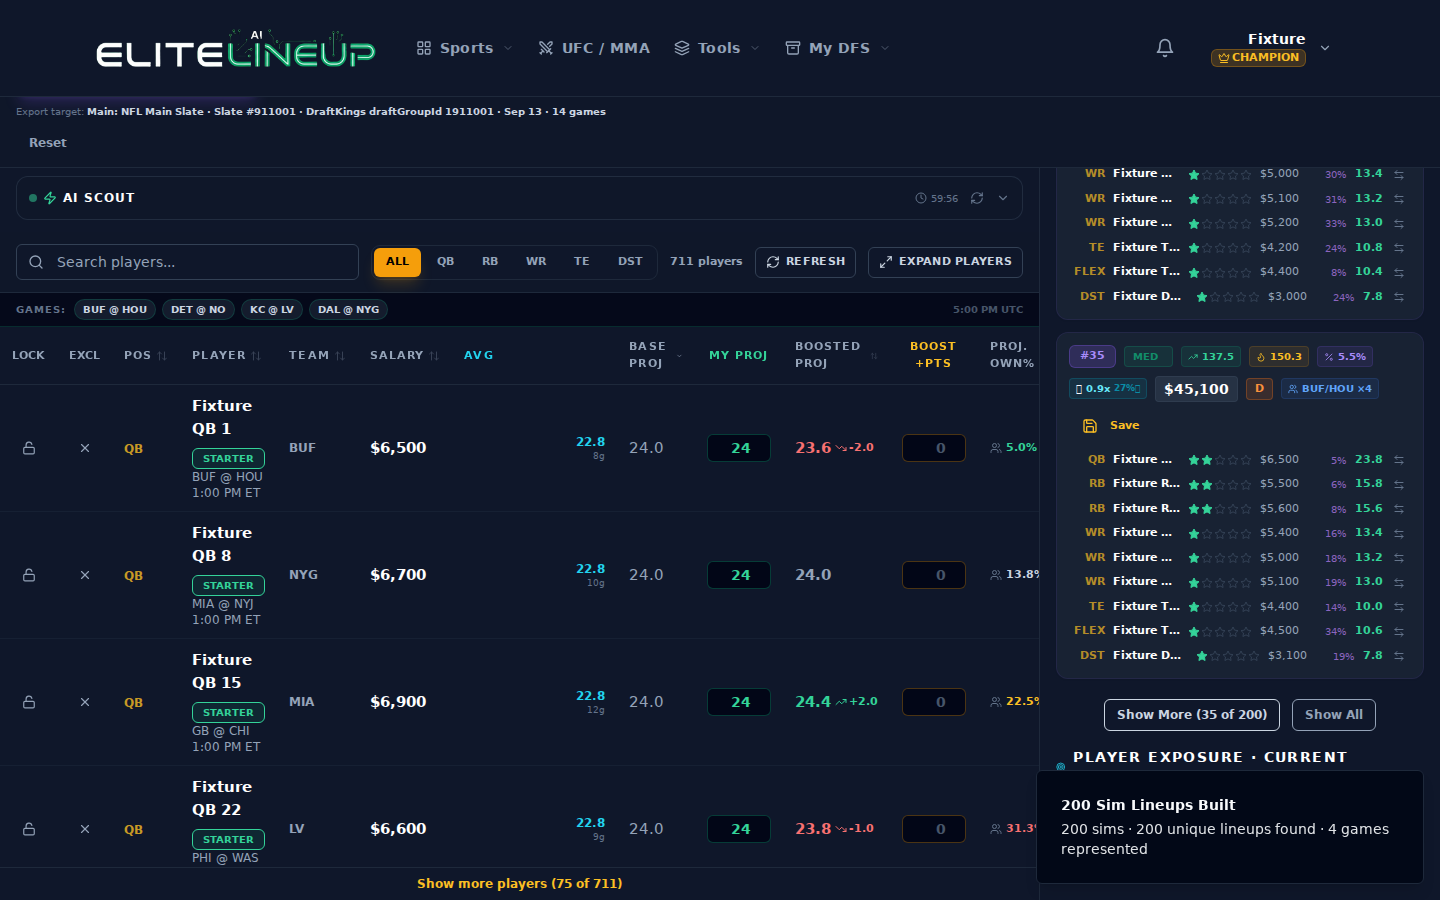 AI
ELITELINEUP
Sports
UFC / MMA
Tools
My DFS
Fixture
CHAMPION
Export target: Main: NFL Main Slate · Slate #911001 · DraftKings draftGroupId 1911001 · Sep 13 · 14 games
Reset
AI SCOUT
59:56
Search players...
ALL QB RB WR TE DST
711 players
REFRESH
EXPAND PLAYERS
GAMES: BUF @ HOU DET @ NO KC @ LV DAL @ NYG 5:00 PM UTC
LOCK EXCL POS PLAYER TEAM SALARY AVG BASE PROJ MY PROJ BOOSTED PROJ BOOST +PTS PROJ. OWN%
Fixture
QB 1
QB STARTER BUF $6,500 22.8 8g 24.0 24 23.6 -2.0 0 5.0%
BUF @ HOU
1:00 PM ET
Fixture
QB 8
QB STARTER NYG $6,700 22.8 10g 24.0 24 24.0 0 13.8%
MIA @ NYJ
1:00 PM ET
Fixture
QB 15
QB STARTER MIA $6,900 22.8 12g 24.0 24 24.4 +2.0 0 22.5%
GB @ CHI
1:00 PM ET
Fixture
QB 22
QB STARTER LV $6,600 22.8 9g 24.0 24 23.8 -1.0 0 31.3%
PHI @ WAS
Show more players (75 of 711)
WR Fixture ... $5,000 30% 13.4
WR Fixture ... $5,100 31% 13.2
WR Fixture ... $5,200 33% 13.0
TE Fixture T... $4,200 24% 10.8
FLEX Fixture T... $4,400 8% 10.4
DST Fixture D... $3,000 24% 7.8
#35 MED 137.5 150.3 5.5%
0.9x 27% $45,100 D BUF/HOU ×4
Save
QB Fixture ... $6,500 5% 23.8
RB Fixture R... $5,500 6% 15.8
RB Fixture R... $5,600 8% 15.6
WR Fixture ... $5,400 16% 13.4
WR Fixture ... $5,000 18% 13.2
WR Fixture ... $5,100 19% 13.0
TE Fixture T... $4,400 14% 10.0
FLEX Fixture T... $4,500 34% 10.6
DST Fixture D... $3,100 19% 7.8
Show More (35 of 200)
Show All
PLAYER EXPOSURE · CURRENT
200 Sim Lineups Built
200 sims · 200 unique lineups found · 4 games
represented